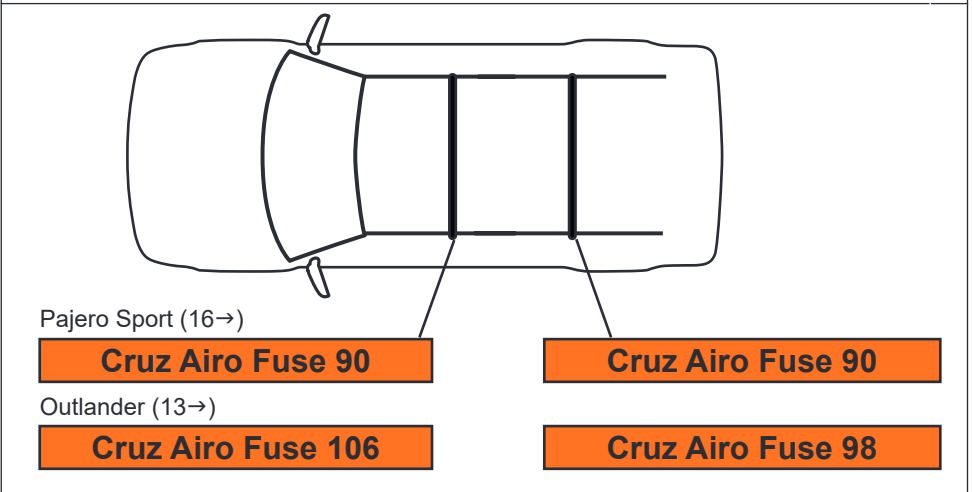 Pajero Sport (16→)
Cruz Airo Fuse 90
Cruz Airo Fuse 90
Outlander (13→)
Cruz Airo Fuse 106
Cruz Airo Fuse 98